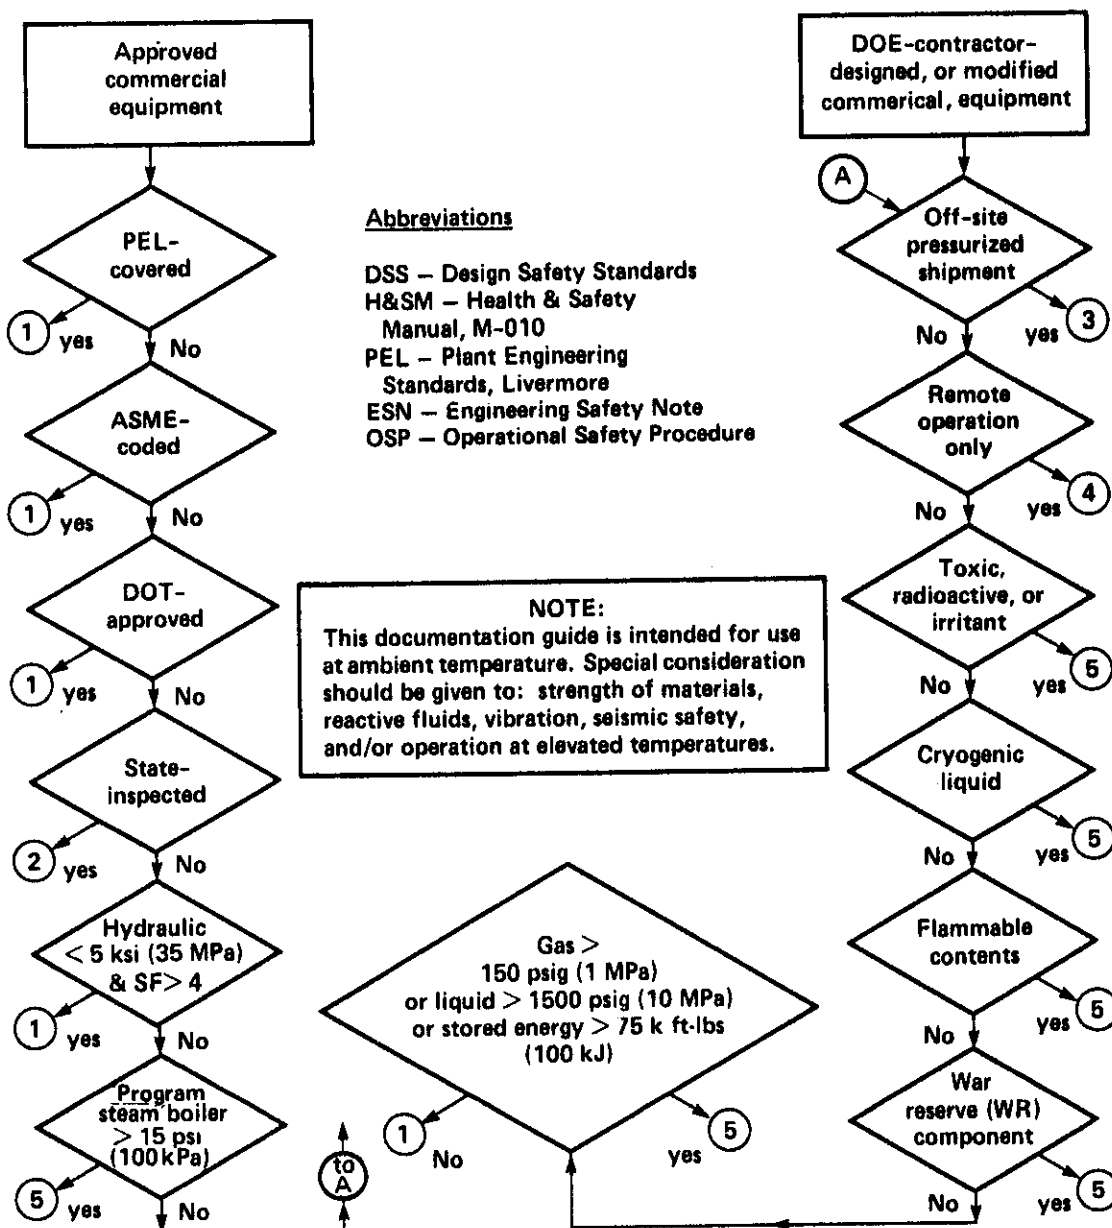 Approved
commercial
equipment
PEL-
covered
1
yes
No
ASME-
coded
1
yes
No
DOT-
approved
1
yes
No
State-
inspected
2
yes
No
Hydraulic
< 5 ksi (35 MPa)
& SF > 4
1
yes
No
Program
steam boiler
> 15 psi
(100 kPa)
5
yes
No
Abbreviations
DSS – Design Safety Standards
H&SM – Health & Safety
Manual, M-010
PEL – Plant Engineering
Standards, Livermore
ESN – Engineering Safety Note
OSP – Operational Safety Procedure
NOTE:
This documentation guide is intended for use
at ambient temperature. Special consideration
should be given to: strength of materials,
reactive fluids, vibration, seismic safety,
and/or operation at elevated temperatures.
Gas >
150 psig (1 MPa)
or liquid > 1500 psig (10 MPa)
or stored energy > 75 k ft-lbs
(100 kJ)
1
No
5
yes
to
A
DOE-contractor-
designed, or modified
commerical, equipment
A
Off-site
pressurized
shipment
3
No
yes
Remote
operation
only
4
No
yes
Toxic,
radioactive, or
irritant
5
No
yes
Cryogenic
liquid
5
No
yes
Flammable
contents
5
No
yes
War
reserve (WR)
component
5
No
yes